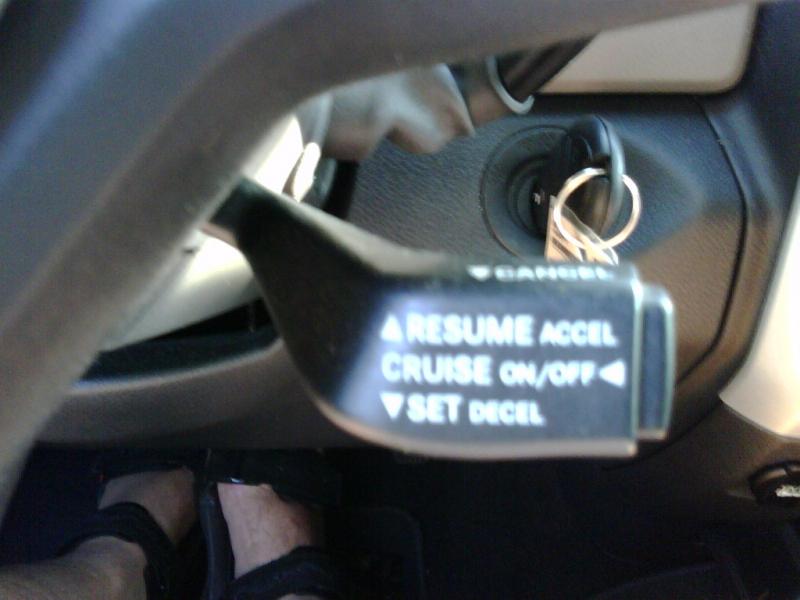 ▼CANCEL
▲RESUME ACCEL
CRUISE ON/OFF◀
▼SET DECEL